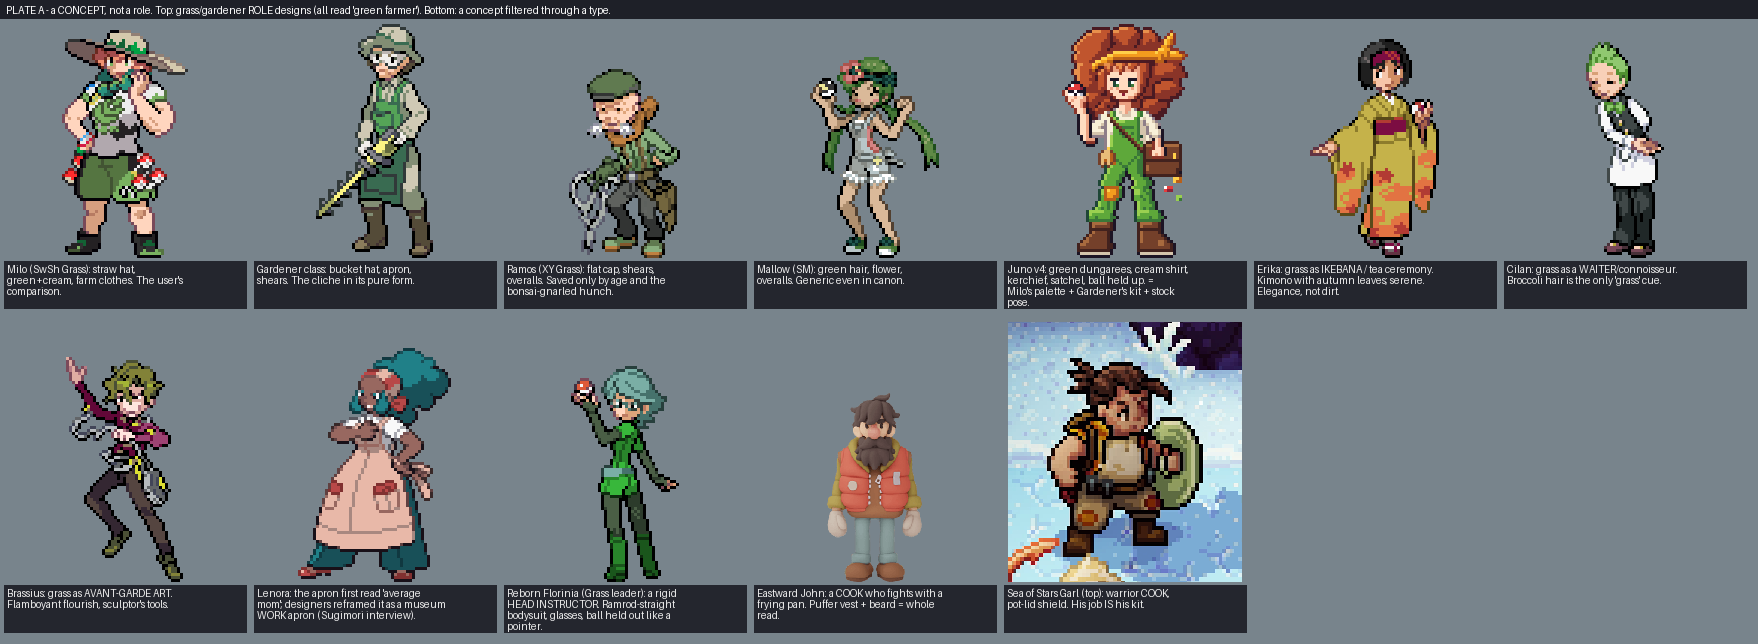 PLATE A - a CONCEPT, not a role. Top: grass/gardener ROLE designs (all read 'green farmer'). Bottom: a concept filtered through a type.
Milo (SwSh Grass): straw hat,
green+cream, farm clothes. The user's
comparison.
Gardener class: bucket hat, apron,
shears. The cliche in its pure form.
Ramos (XY Grass): flat cap, shears,
overalls. Saved only by age and the
bonsai-gnarled hunch.
Mallow (SM): green hair, flower,
overalls. Generic even in canon.
Juno v4: green dungarees, cream shirt,
kerchief, satchel, ball held up. =
Milo's palette + Gardener's kit + stock
pose.
Erika: grass as IKEBANA / tea ceremony.
Kimono with autumn leaves; serene.
Elegance, not dirt.
Cilan: grass as a WAITER/connoisseur.
Broccoli hair is the only 'grass' cue.
Brassius: grass as AVANT-GARDE ART.
Flamboyant flourish, sculptor's tools.
Lenora: the apron first read 'average
mom'; designers reframed it as a museum
WORK apron (Sugimori interview).
Reborn Florinia (Grass leader): a rigid
HEAD INSTRUCTOR. Ramrod-straight
bodysuit, glasses, ball held out like a
pointer.
Eastward John: a COOK who fights with a
frying pan. Puffer vest + beard = whole
read.
Sea of Stars Garl (top): warrior COOK,
pot-lid shield. His job IS his kit.